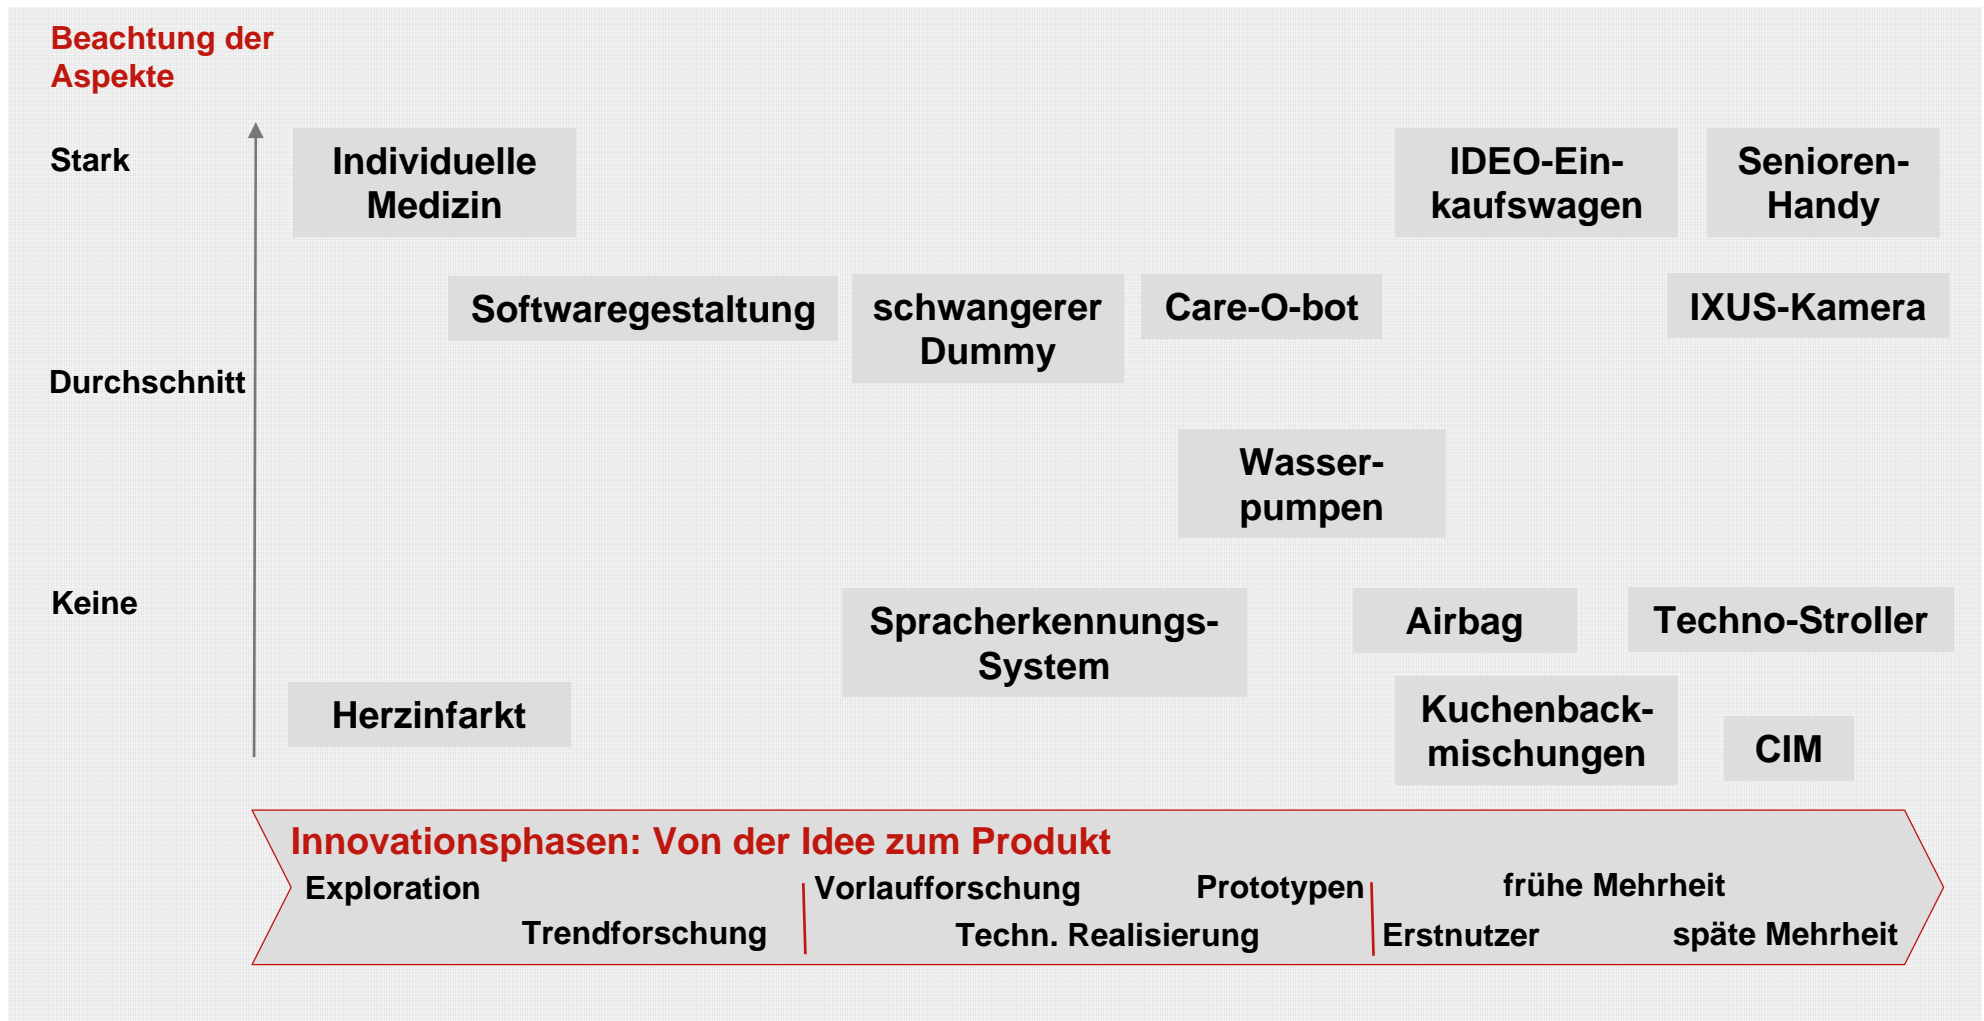 Beachtung der
Aspekte
Stark
Individuelle
Medizin
IDEO-Ein-
kaufswagen
Senioren-
Handy
Softwaregestaltung
schwangerer
Dummy
Care-O-bot
IXUS-Kamera
Durchschnitt
Wasser-
pumpen
Keine
Spracherkennungs-
System
Airbag
Techno-Stroller
Herzinfarkt
Kuchenback-
mischungen
CIM
Innovationsphasen: Von der Idee zum Produkt
Exploration
Vorlaufforschung
Prototypen
frühe Mehrheit
Trendforschung
Techn. Realisierung
Erstnutzer
späte Mehrheit